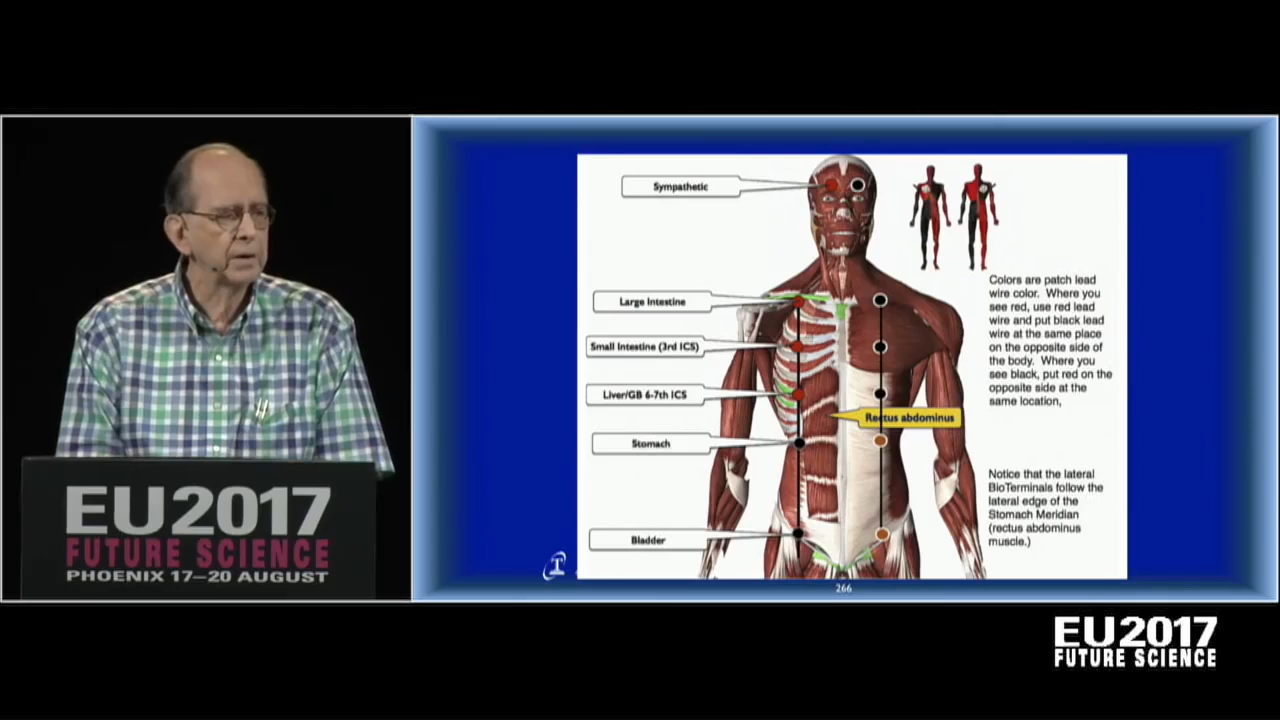 Sympathetic
Large Intestine
Small Intestine (3rd ICS)
Liver/GB 6-7th ICS
Rectus abdominus
Stomach
Bladder
Colors are patch lead
wire color. Where you
see red, use red lead
wire and put black lead
wire at the same place
on the opposite side of
the body. Where you
see black, put red on the
opposite side at the
same location,
Notice that the lateral
BioTerminals follow the
lateral edge of the
Stomach Meridian
(rectus abdominus
muscle.)
T
266
EU2017
FUTURE SCIENCE
PHOENIX 17–20 AUGUST
EU2017
FUTURE SCIENCE